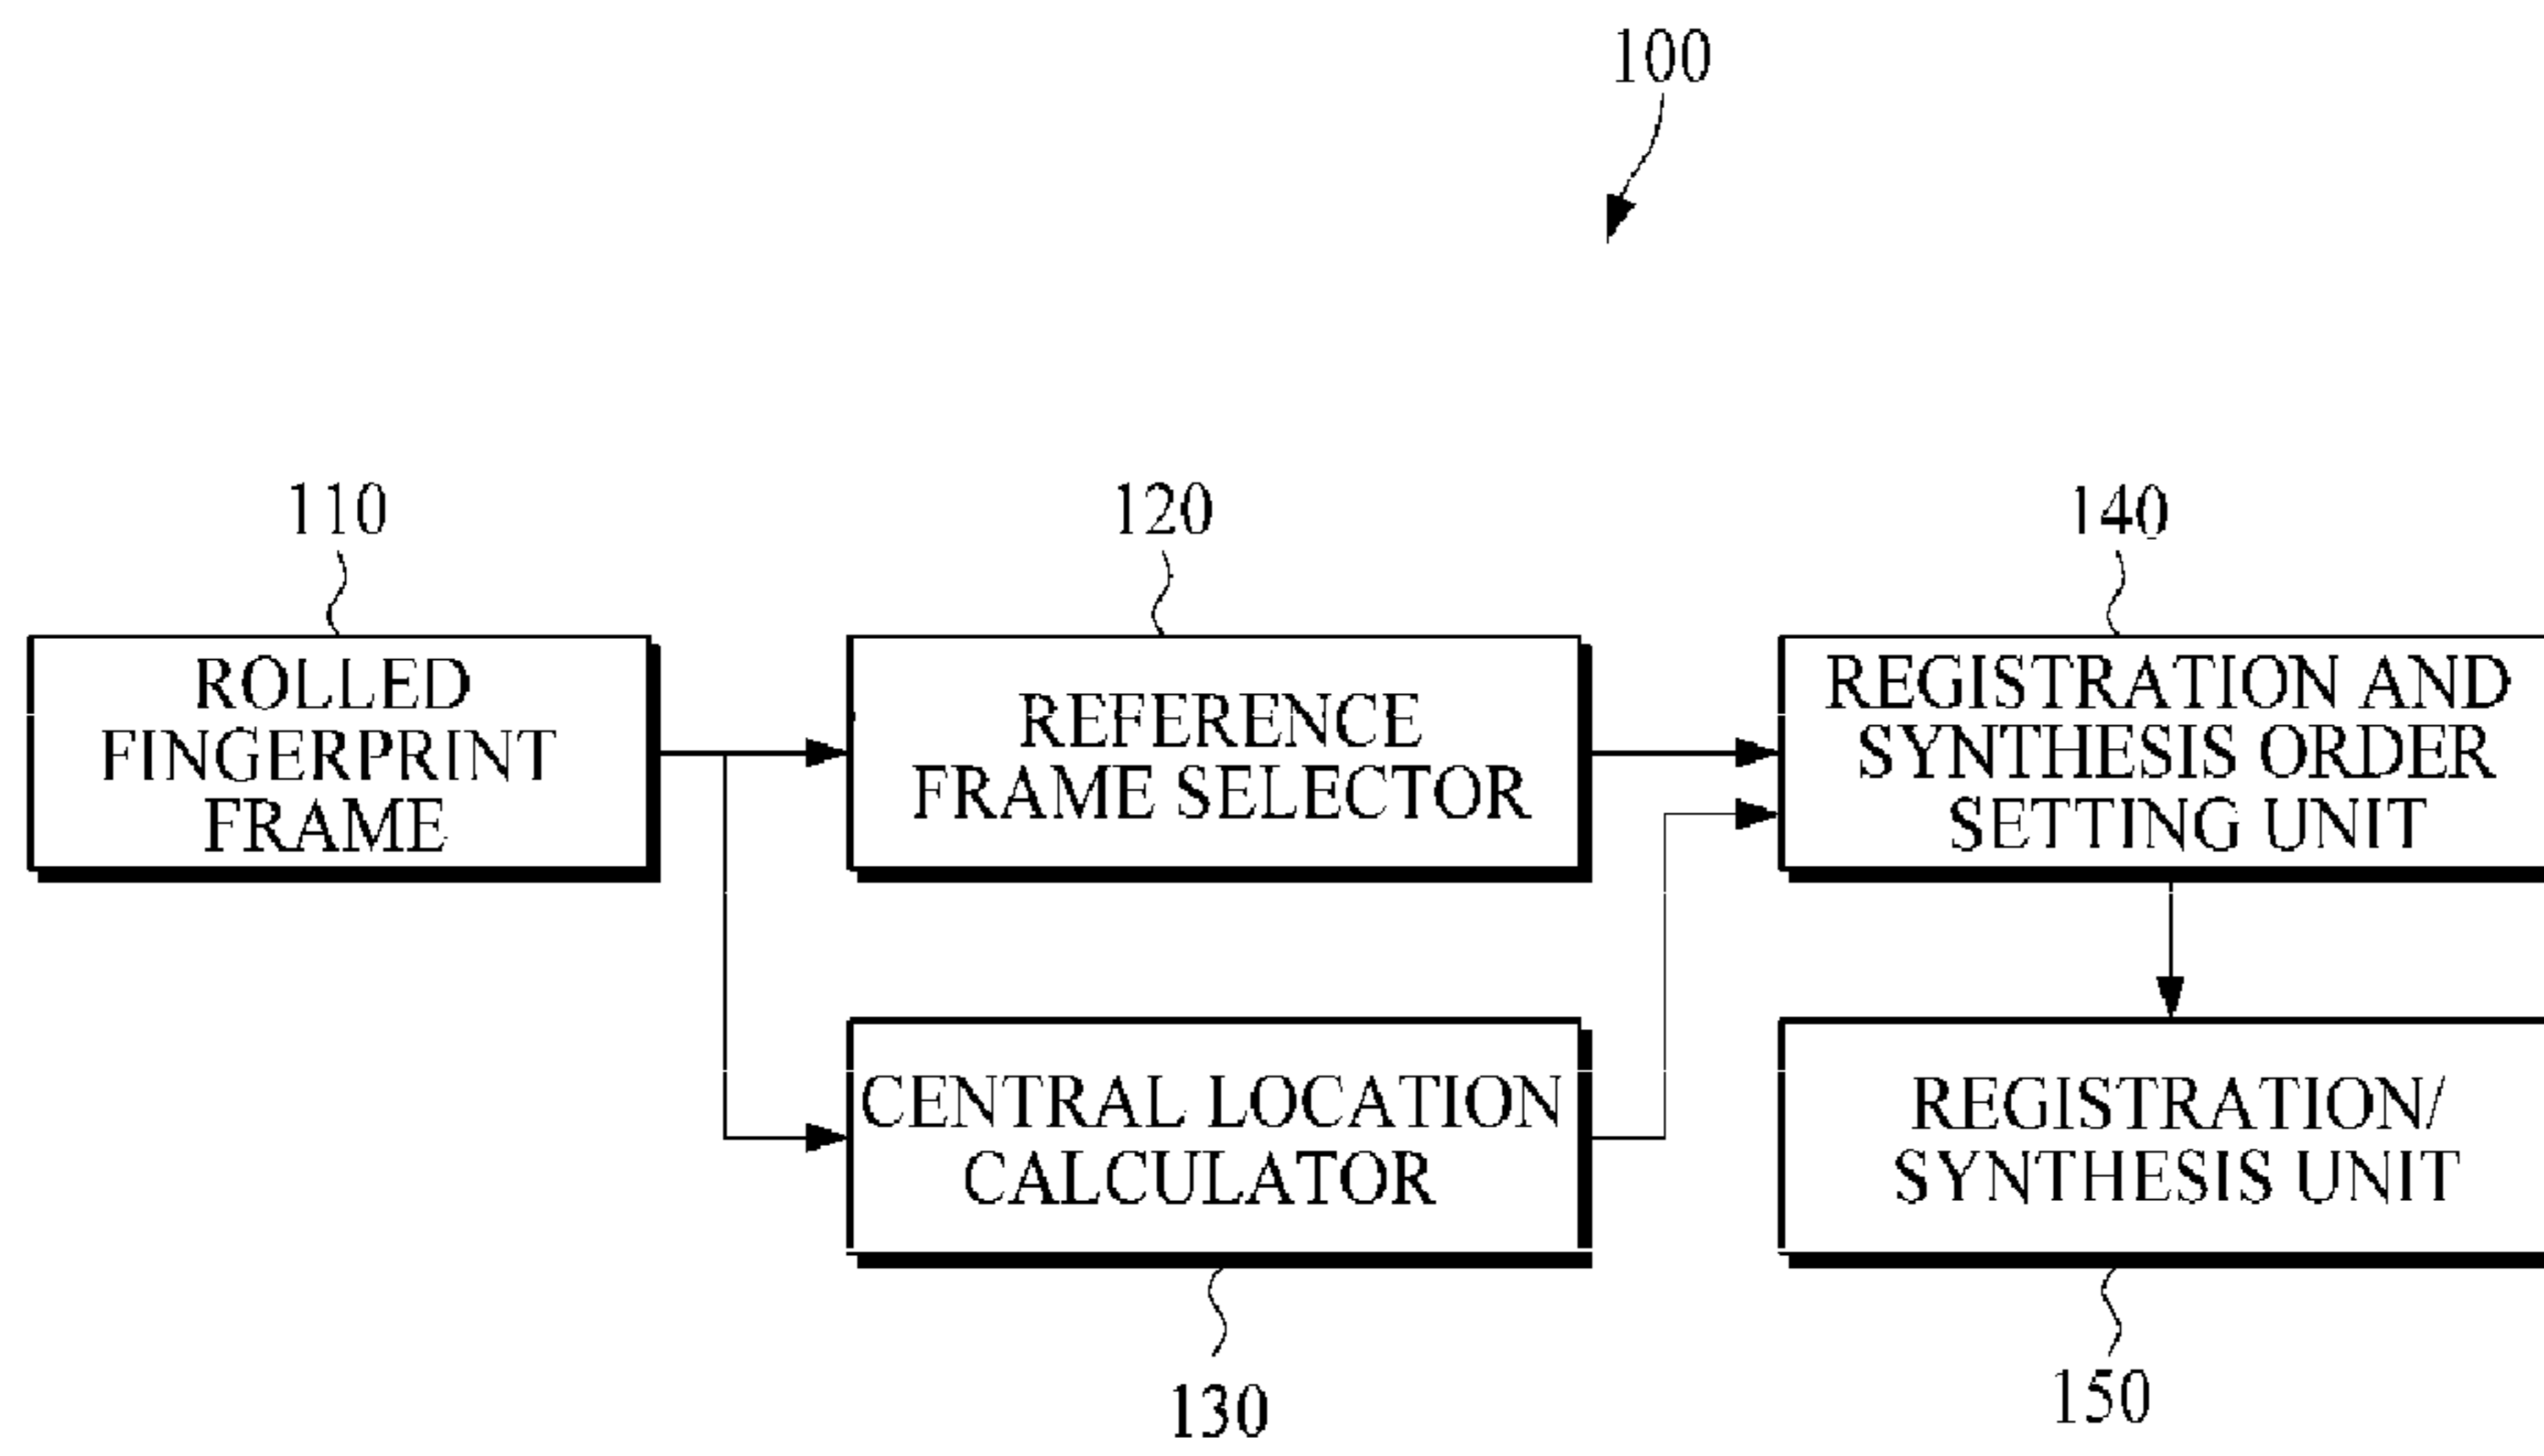 100
110
120
140
ROLLED
FINGERPRINT
FRAME
REFERENCE
FRAME SELECTOR
REGISTRATION AND
SYNTHESIS ORDER
SETTING UNIT
CENTRAL LOCATION
CALCULATOR
REGISTRATION/
SYNTHESIS UNIT
130
150